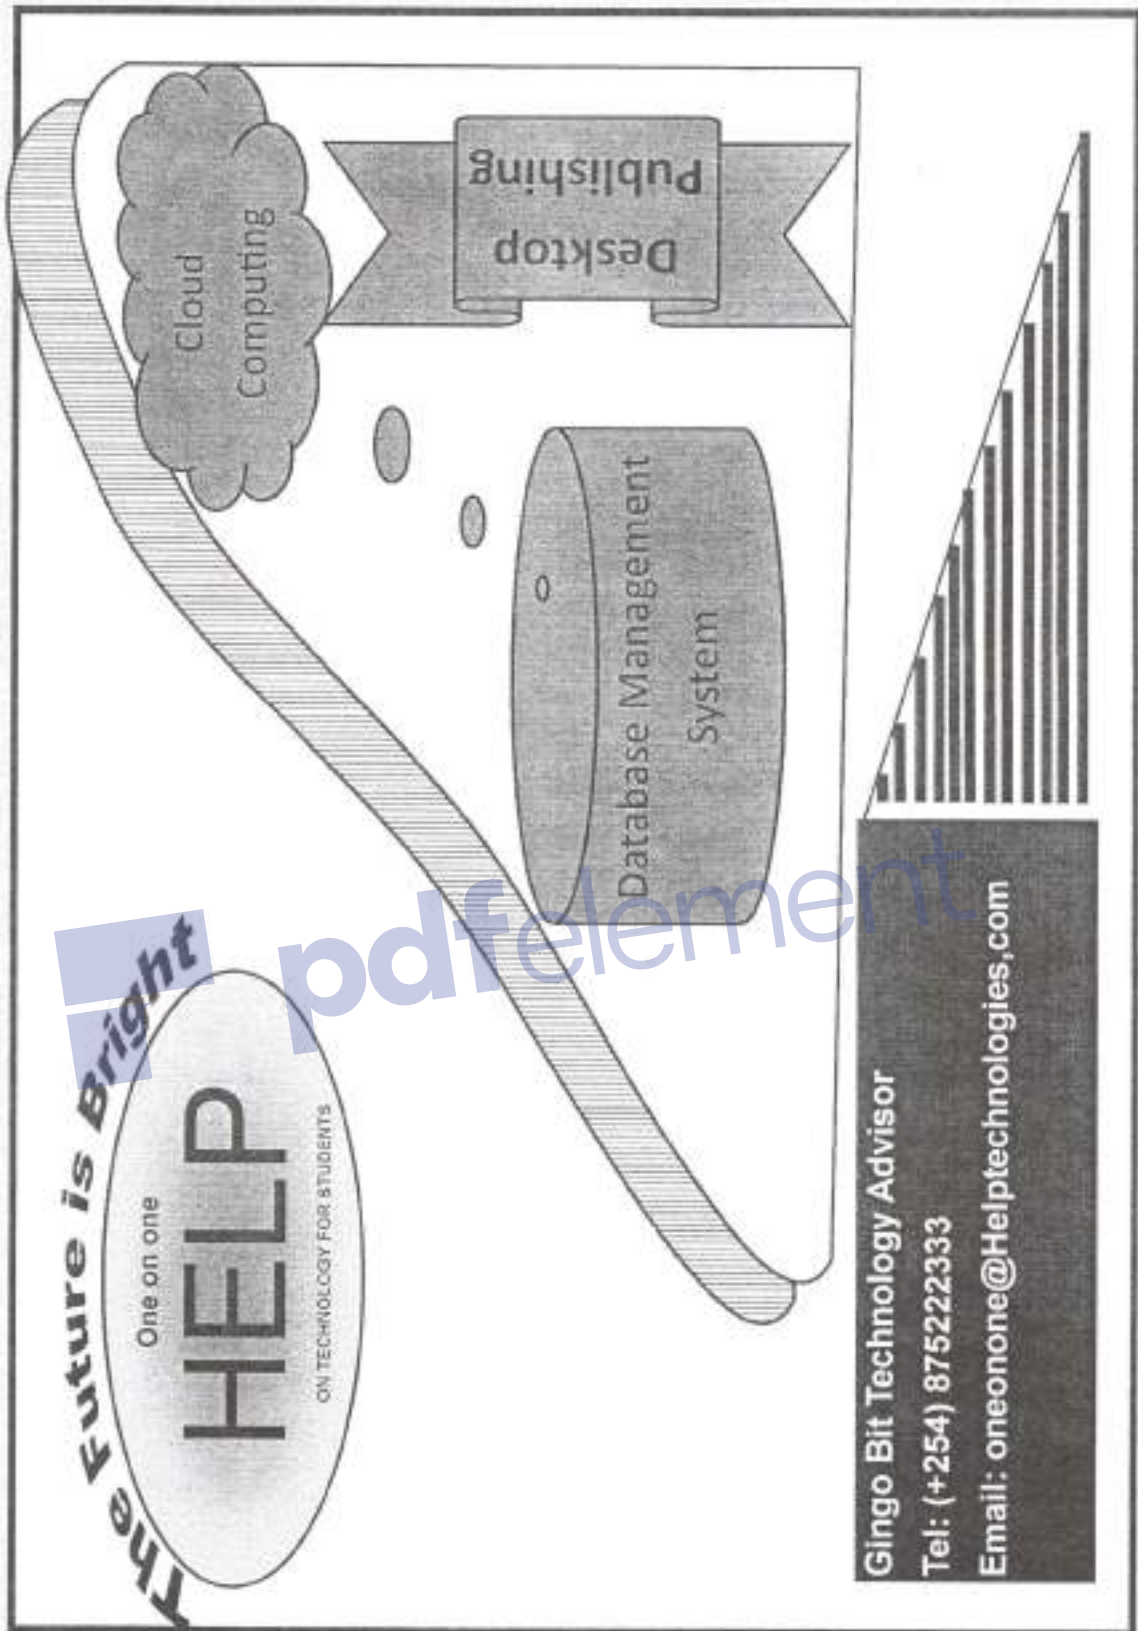 The Future is Bright
One on one
HELP
ON TECHNOLOGY FOR STUDENTS
Cloud
Computing
Desktop
Publishing
Database Management
System
Gingo Bit Technology Advisor
Tel: (+254) 875222333
Email: oneonone@Helptechnologies,com
pdfelement